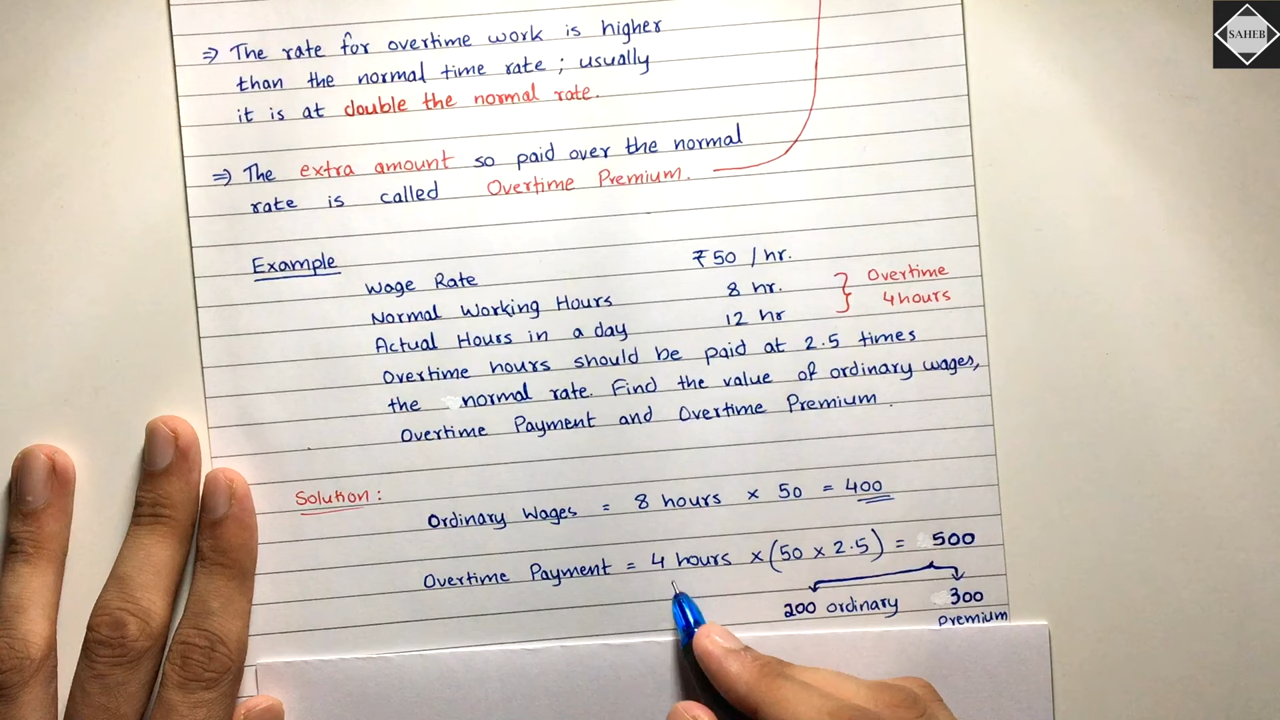 SAHEB
⇒ The rate for overtime work is higher
than the normal time rate ; usually
it is at double the normal rate.
⇒ The extra amount so paid over the normal
rate is called Overtime Premium.
Example
Wage Rate ₹50 / hr.
Normal Working Hours 8 hr. } Overtime
Actual Hours in a day 12 hr 4 hours
Overtime hours should be paid at 2.5 times
the normal rate. Find the value of ordinary wages,
Overtime Payment and Overtime Premium.
Solution :
Ordinary Wages = 8 hours x 50 = 400
Overtime Payment = 4 hours x (50 x 2.5) = 500
200 ordinary 300
Premium